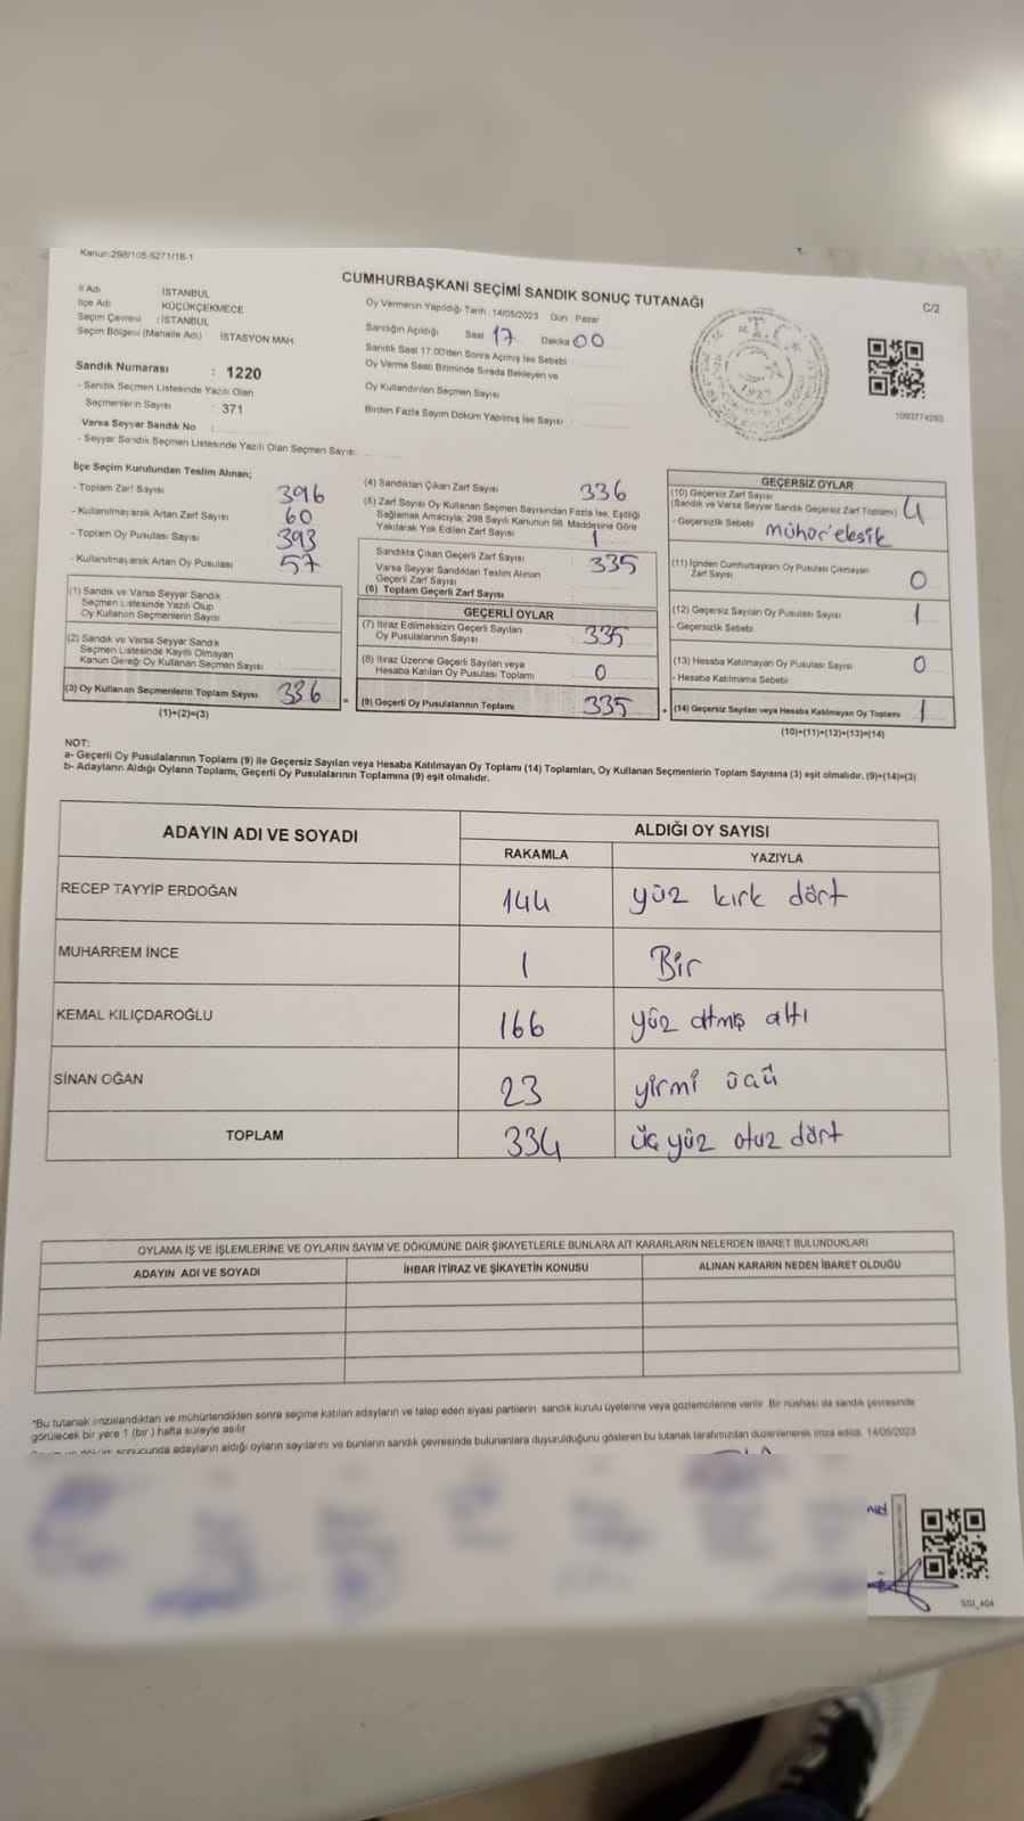 Kanun:298/105-6271/18-1
CUMHURBAŞKANI SEÇİMİ SANDIK SONUÇ TUTANAĞI
C/2
İl Adı İSTANBUL
İlçe Adı KÜÇÜKÇEKMECE
Seçim Çevresi : İSTANBUL
Seçim Bölgesi (Mahalle Adı) İSTASYON MAH.
Sandık Numarası : 1220
- Sandık Seçmen Listesinde Yazılı Olan
Seçmenlerin Sayısı : 371
Varsa Seyyar Sandık No :
- Seyyar Sandık Seçmen Listesinde Yazılı Olan Seçmen Sayısı
Oy Vermenin Yapıldığı Tarih : 14/05/2023 Gün : Pazar
Sandığın Açıldığı Saat 17 Dakika 00
Sandık Saat 17.00'den Sonra Açılmış İse Sebebi
Oy Verme Saati Bitiminde Sırada Bekleyen ve
Oy Kullandırılan Seçmen Sayısı
Birden Fazla Sayım Döküm Yapılmış İse Sayısı
T.C.
İlçe Seçim Kurulundan Teslim Alınan;
- Toplam Zarf Sayısı 396
- Kullanılmayarak Artan Zarf Sayısı 60
- Toplam Oy Pusulası Sayısı 393
- Kullanılmayarak Artan Oy Pusulası 57
(1) Sandık ve Varsa Seyyar Sandık
Seçmen Listesinde Yazılı Olup
Oy Kullanan Seçmenlerin Sayısı
(2) Sandık ve Varsa Seyyar Sandık
Seçmen Listesinde Kayıtlı Olmayan
Kanun Gereği Oy Kullanan Seçmen Sayısı
(3) Oy Kullanan Seçmenlerin Toplam Sayısı 336
(1)+(2)=(3)
(4) Sandıktan Çıkan Zarf Sayısı 336
(5) Zarf Sayısı Oy Kullanan Seçmen Sayısından Fazla İse, Eşitliği
Sağlamak Amacıyla, 298 Sayılı Kanunun 98. Maddesine Göre
Yakılarak Yok Edilen Zarf Sayısı 1
Sandıkta Çıkan Geçerli Zarf Sayısı 335
Varsa Seyyar Sandıktan Teslim Alınan
Geçerli Zarf Sayısı
(6) Toplam Geçerli Zarf Sayısı
GEÇERLİ OYLAR
(7) İtiraz Edilmeksizin Geçerli Sayılan
Oy Pusulalarının Sayısı 335
(8) İtiraz Üzerine Geçerli Sayılan veya
Hesaba Katılan Oy Pusulası Toplamı 0
(9) Geçerli Oy Pusulalarının Toplamı 335
GEÇERSİZ OYLAR
(10) Geçersiz Zarf Sayısı
(Sandık ve Varsa Seyyar Sandık Geçersiz Zarf Toplamı) 4
- Geçersizlik Sebebi mühür eksik
(11) İçinden Cumhurbaşkanı Oy Pusulası Çıkmayan
Zarf Sayısı 0
(12) Geçersiz Sayılan Oy Pusulası Sayısı 1
- Geçersizlik Sebebi
(13) Hesaba Katılmayan Oy Pusulası Sayısı 0
- Hesaba Katılmama Sebebi
(14) Geçersiz Sayılan veya Hesaba Katılmayan Oy Toplamı 1
(10)+(11)+(12)+(13)=(14)
NOT:
a- Geçerli Oy Pusulalarının Toplamı (9) ile Geçersiz Sayılan veya Hesaba Katılmayan Oy Toplamı (14) Toplamları, Oy Kullanan Seçmenlerin Toplam Sayısına (3) eşit olmalıdır. (9)+(14)=(3)
b- Adayların Aldığı Oyların Toplamı, Geçerli Oy Pusulalarının Toplamına (9) eşit olmalıdır.
ADAYIN ADI VE SOYADI
ALDIĞI OY SAYISI
RAKAMLA YAZIYLA
RECEP TAYYİP ERDOĞAN 144 yüz kırk dört
MUHARREM İNCE 1 Bir
KEMAL KILIÇDAROĞLU 166 yüz atmış altı
SİNAN OĞAN 23 yirmi üçü
TOPLAM 334 üç yüz otuz dört
OYLAMA İŞ VE İŞLEMLERİNE VE OYLARIN SAYIM VE DÖKÜMÜNE DAİR ŞİKAYETLERLE BUNLARA AİT KARARLARIN NELERDEN İBARET BULUNDUKLARI
ADAYIN ADI VE SOYADI İHBAR İTİRAZ VE ŞİKAYETİN KONUSU ALINAN KARARIN NEDEN İBARET OLDUĞU
*Bu tutanak imzalandıktan ve mühürlendikten sonra seçime katılan adayların ve talep eden siyasi partilerin sandık kurulu üyelerine veya gözlemcilerine verilir. Bir nüshası da sandık çevresinde
görülecek bir yere 1 (bir) hafta süreyle asılır.
sonucunda adayların aldığı oyların sayılarını ve bunların sandık çevresinde bulunanlara duyurulduğunu gösteren bu tutanak tarafımızdan düzenlenerek imza edildi. 14/05/2023